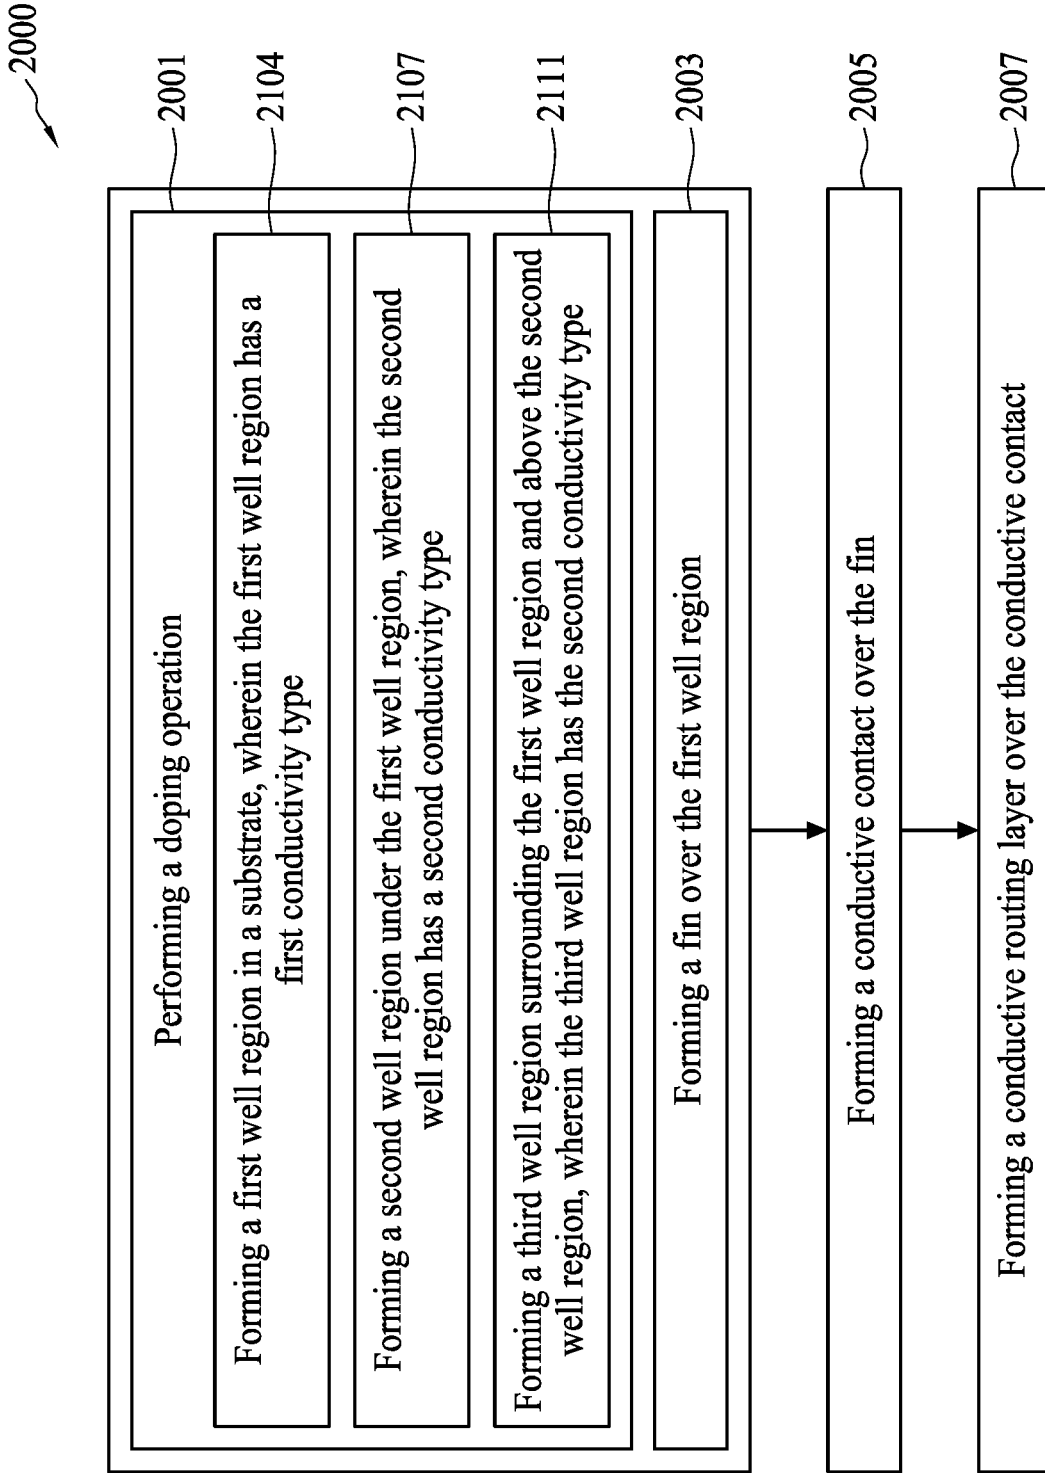 2000
Performing a doping operation
2001
Forming a first well region in a substrate, wherein the first well region has a
first conductivity type
2104
Forming a second well region under the first well region, wherein the second
well region has a second conductivity type
2107
Forming a third well region surrounding the first well region and above the second
well region, wherein the third well region has the second conductivity type
2111
Forming a fin over the first well region
2003
Forming a conductive contact over the fin
2005
Forming a conductive routing layer over the conductive contact
2007